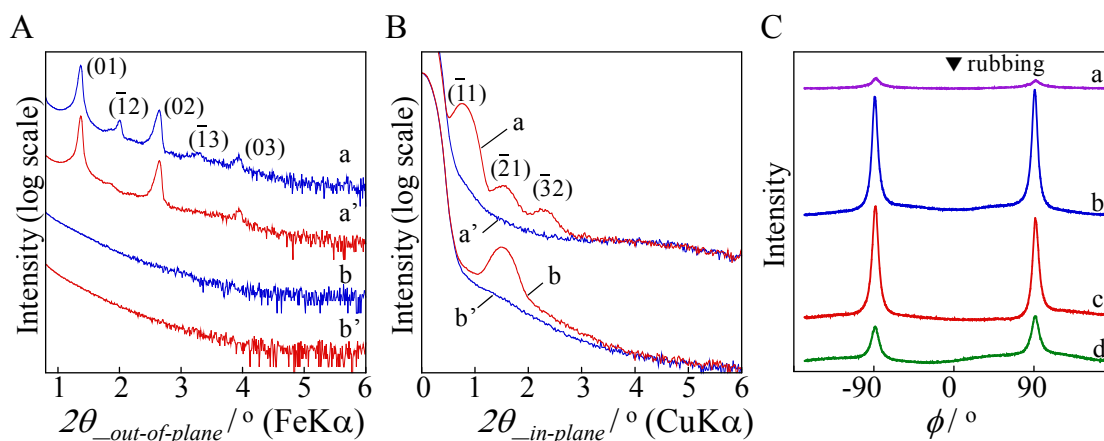 A
Intensity (log scale)
(01)
(1̅12)
(02)
(1̅3)
(03)
a
a'
b
b'
1
2
3
4
5
6
2θ_out-of-plane / ° (FeKα)
B
Intensity (log scale)
(1̅1)
a
(2̅1)
(3̅2)
a'
b
b'
0
1
2
3
4
5
6
2θ_in-plane / ° (CuKα)
C
Intensity
▼ rubbing
a
b
c
d
-90
0
90
ϕ / °